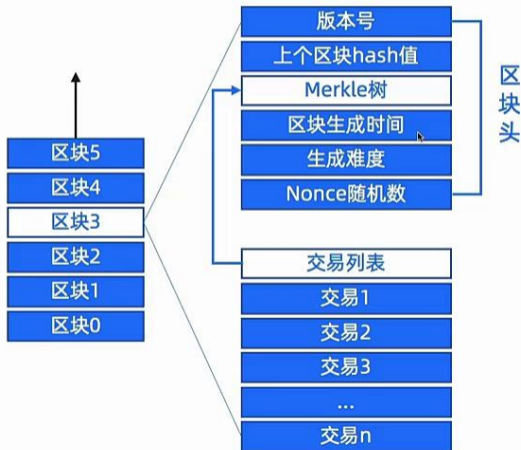 版本号
上个区块hash值
Merkle树
区块生成时间
生成难度
Nonce随机数
区块头
区块5
区块4
区块3
区块2
区块1
区块0
交易列表
交易1
交易2
交易3
...
交易n